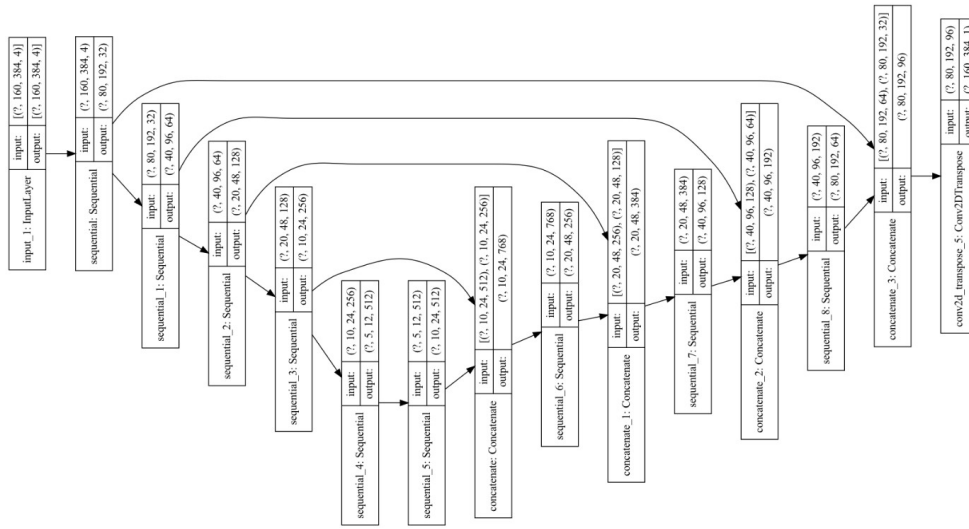 input_1: InputLayer
input:
[(?, 160, 384, 4)]
output:
[(?, 160, 384, 4)]
sequential: Sequential
input:
(?, 160, 384, 4)
output:
(?, 80, 192, 32)
sequential_1: Sequential
input:
(?, 80, 192, 32)
output:
(?, 40, 96, 64)
sequential_2: Sequential
input:
(?, 40, 96, 64)
output:
(?, 20, 48, 128)
sequential_3: Sequential
input:
(?, 20, 48, 128)
output:
(?, 10, 24, 256)
sequential_4: Sequential
input:
(?, 10, 24, 256)
output:
(?, 5, 12, 512)
sequential_5: Sequential
input:
(?, 5, 12, 512)
output:
(?, 10, 24, 512)
concatenate: Concatenate
input:
[(?, 10, 24, 512), (?, 10, 24, 256)]
output:
(?, 10, 24, 768)
sequential_6: Sequential
input:
(?, 10, 24, 768)
output:
(?, 20, 48, 256)
concatenate_1: Concatenate
input:
[(?, 20, 48, 256), (?, 20, 48, 128)]
output:
(?, 20, 48, 384)
sequential_7: Sequential
input:
(?, 20, 48, 384)
output:
(?, 40, 96, 128)
concatenate_2: Concatenate
input:
[(?, 40, 96, 128), (?, 40, 96, 64)]
output:
(?, 40, 96, 192)
sequential_8: Sequential
input:
(?, 40, 96, 192)
output:
(?, 80, 192, 64)
concatenate_3: Concatenate
input:
[(?, 80, 192, 64), (?, 80, 192, 32)]
output:
(?, 80, 192, 96)
conv2d_transpose_5: Conv2DTranspose
input:
(?, 80, 192, 96)
output:
(?, 160, 384, 1)